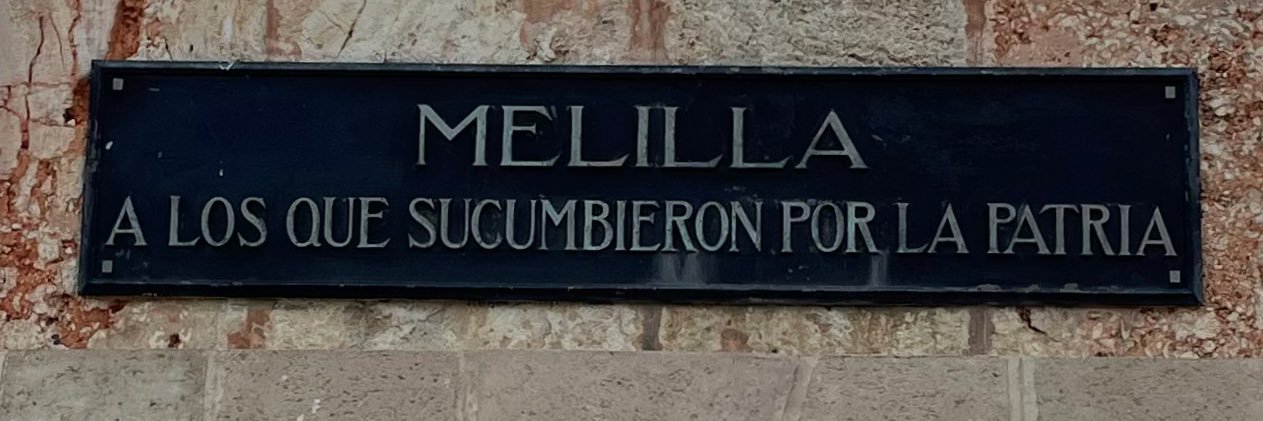 MELILLA
A LOS QUE SUCUMBIERON POR LA PATRIA